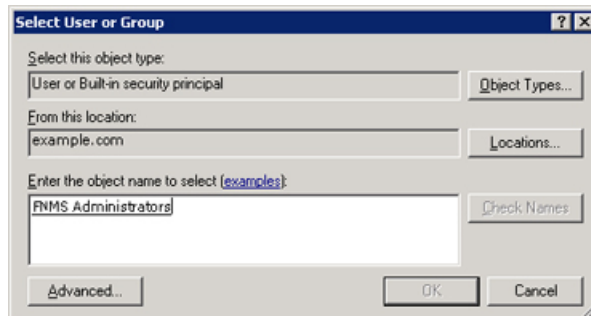 Select User or Group
Select this object type:
User or Built-in security principal
Object Types...
From this location:
example.com
Locations...
Enter the object name to select (examples):
FNMS Administrators
Check Names
Advanced...
OK
Cancel